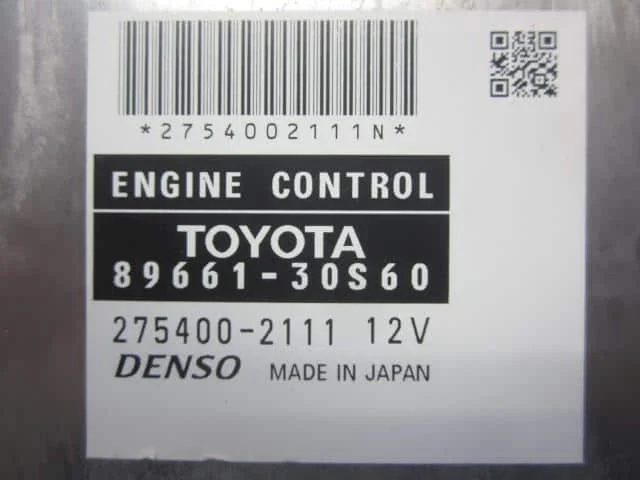 *2754002111N*
ENGINE CONTROL
TOYOTA
89661-30S60
275400-2111 12V
DENSO MADE IN JAPAN